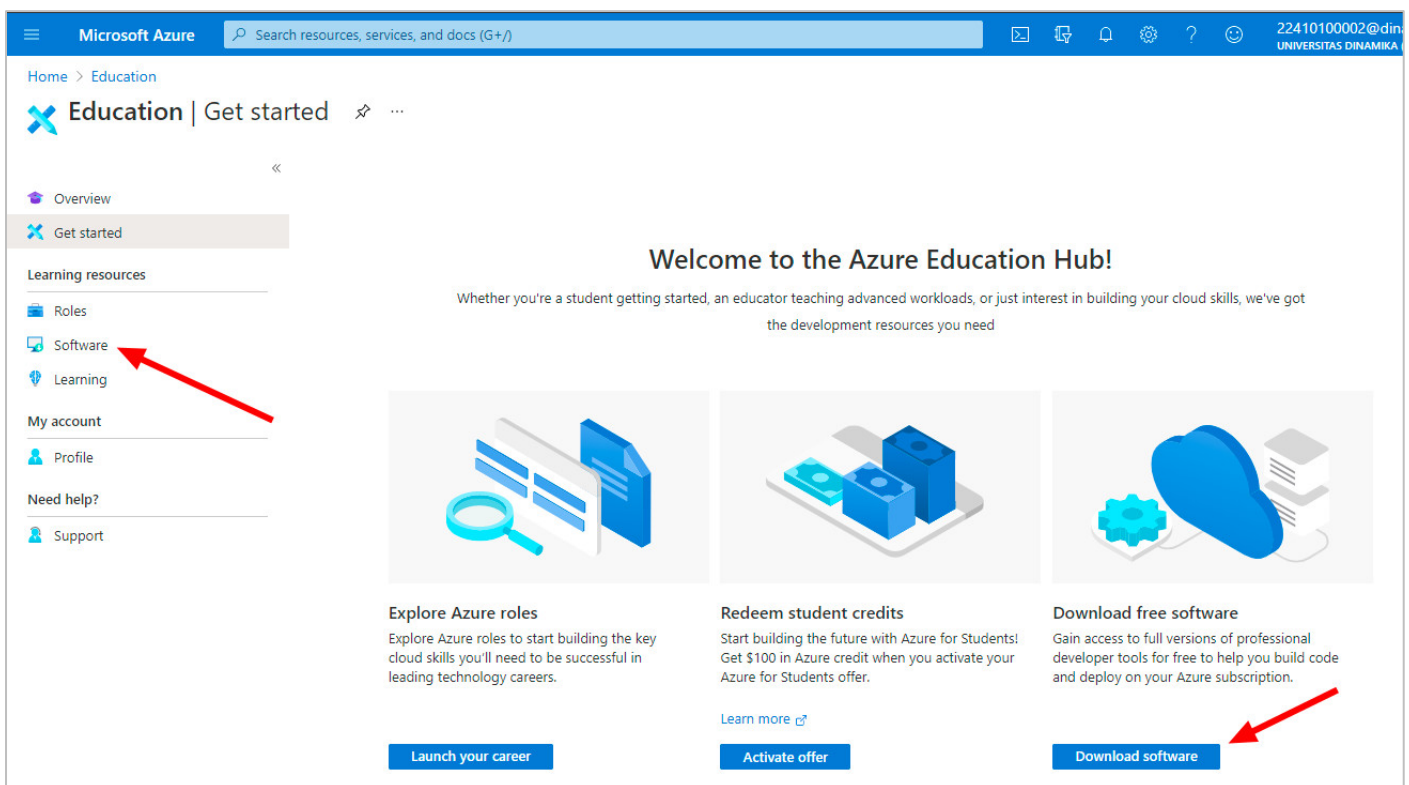 Microsoft Azure
Search resources, services, and docs (G+/)
22410100002@din
UNIVERSITAS DINAMIKA (
Home > Education
Education | Get started
Overview
Get started
Learning resources
Roles
Software
Learning
My account
Profile
Need help?
Support
Welcome to the Azure Education Hub!
Whether you're a student getting started, an educator teaching advanced workloads, or just interest in building your cloud skills, we've got
the development resources you need
Explore Azure roles
Explore Azure roles to start building the key
cloud skills you'll need to be successful in
leading technology careers.
Launch your career
Redeem student credits
Start building the future with Azure for Students!
Get $100 in Azure credit when you activate your
Azure for Students offer.
Learn more
Activate offer
Download free software
Gain access to full versions of professional
developer tools for free to help you build code
and deploy on your Azure subscription.
Download software